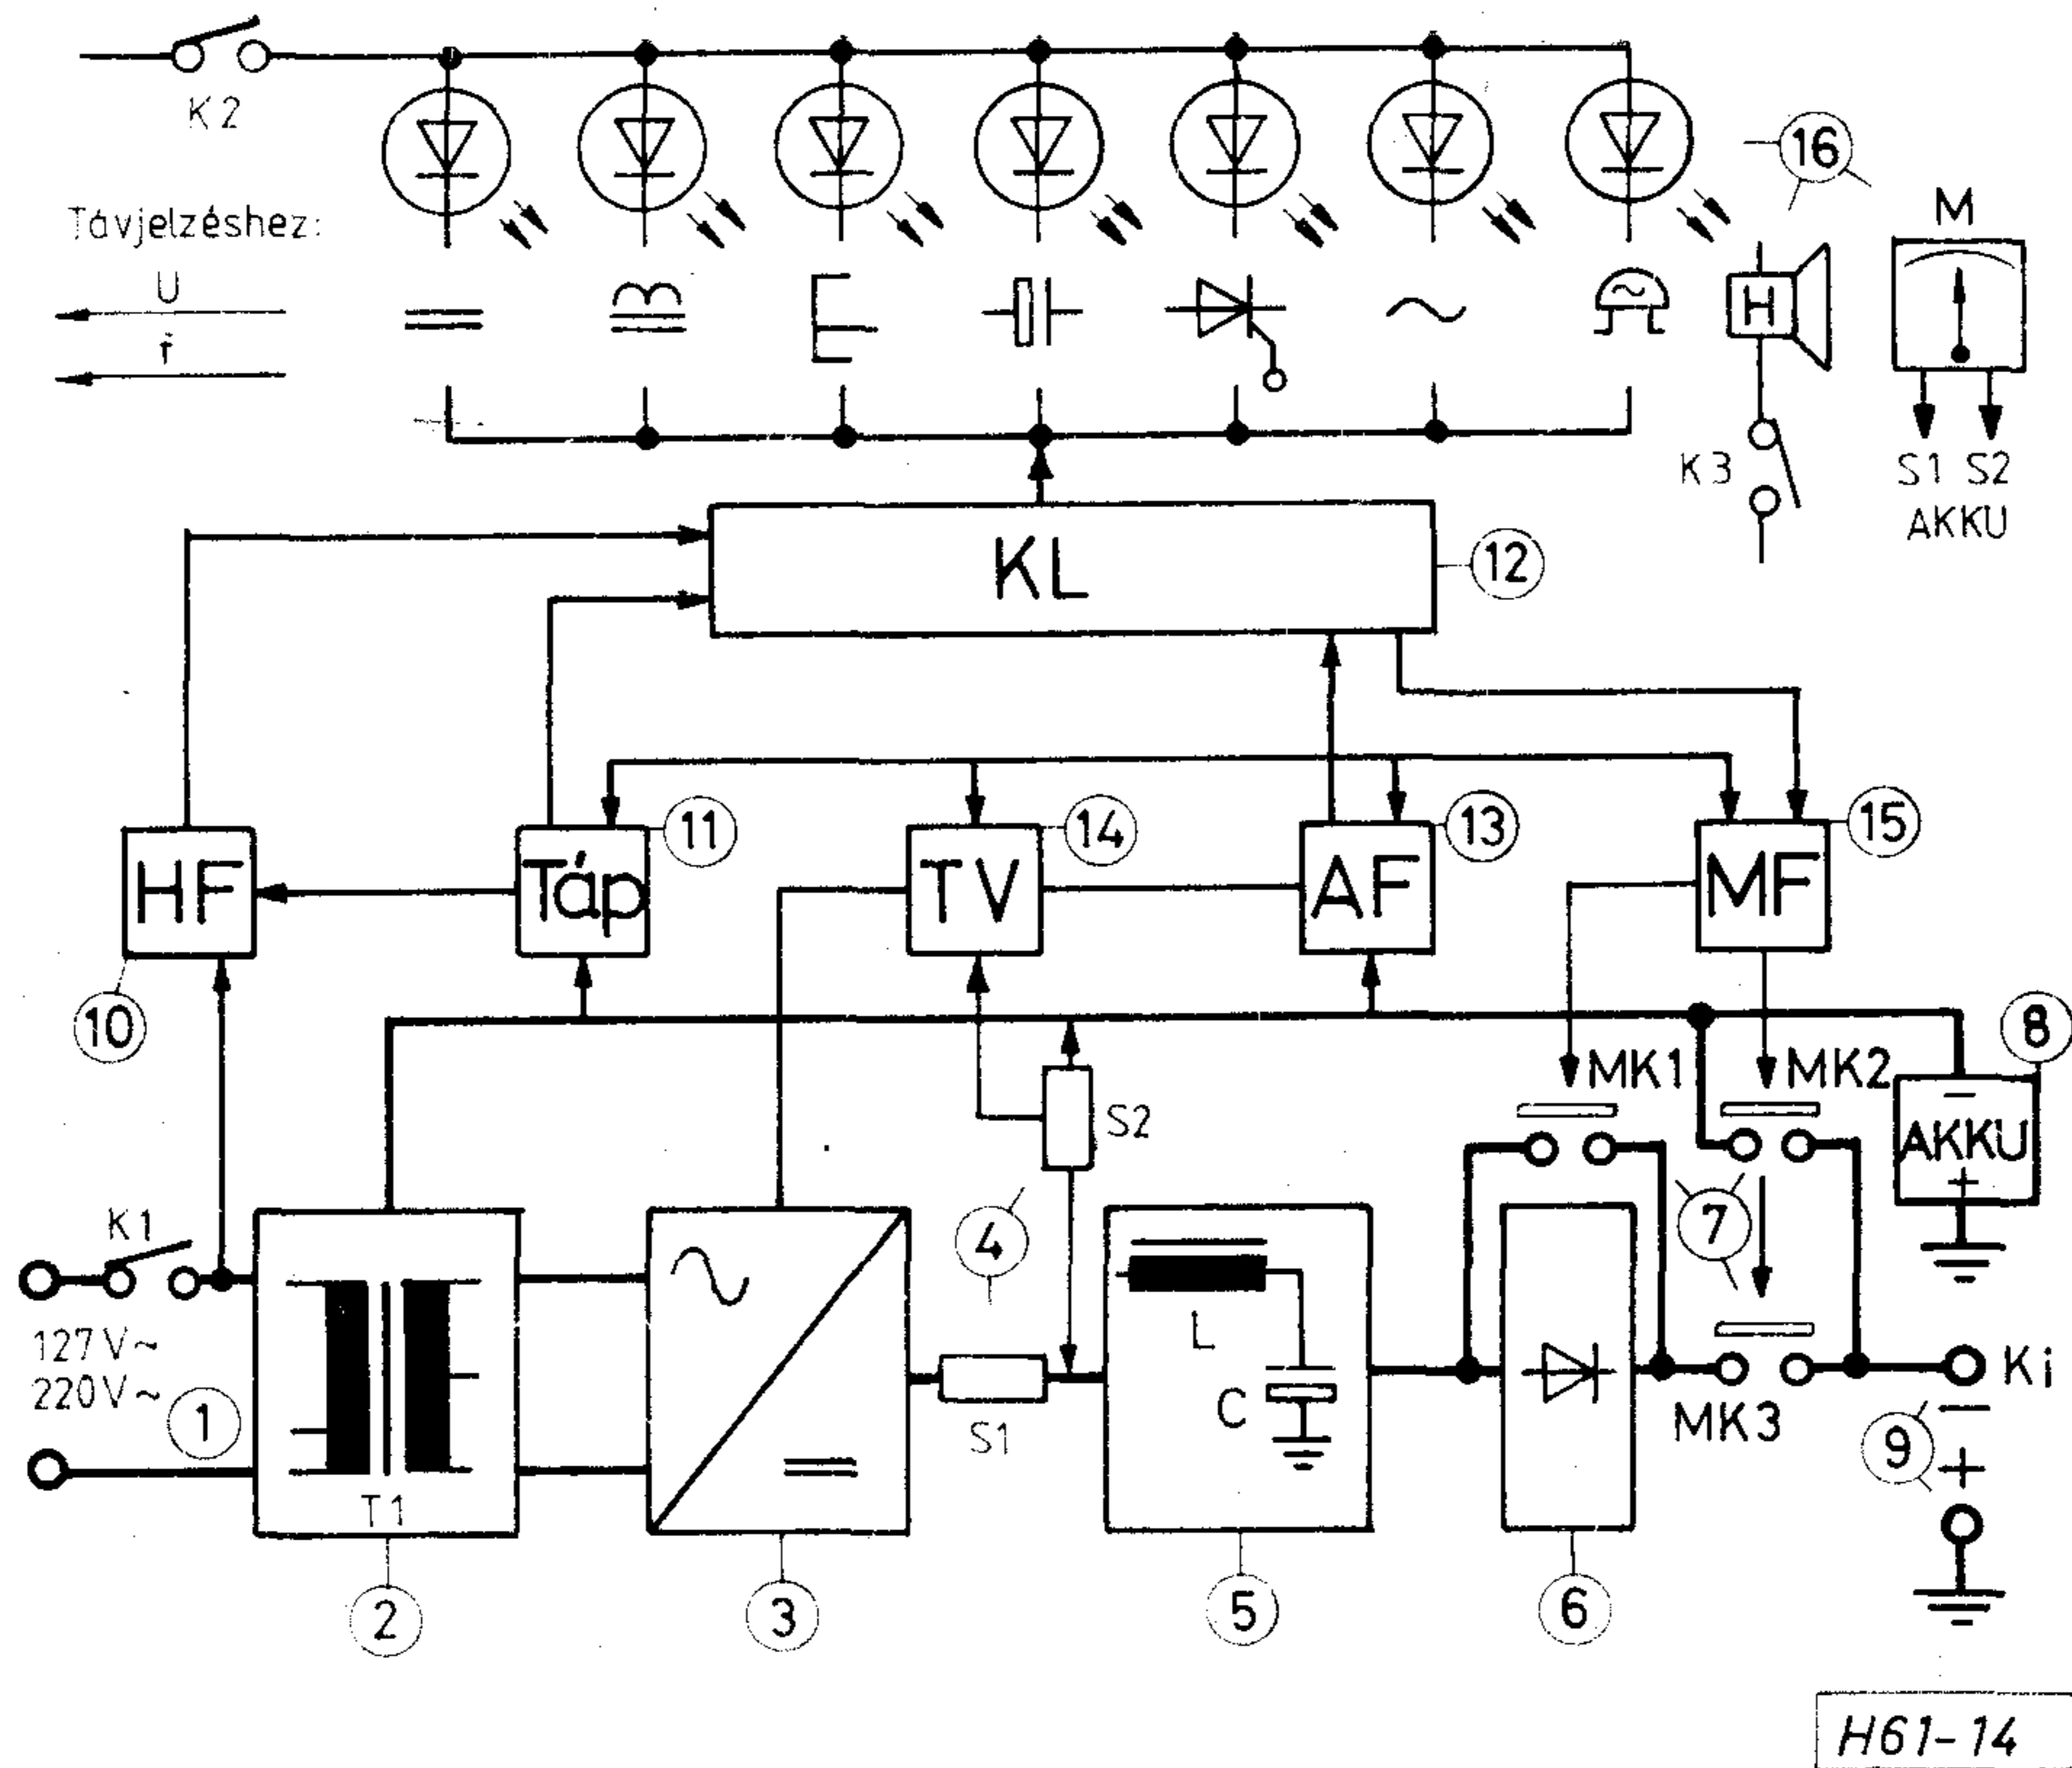 K2
16
Távjelzéshez:
U
f
M
H
K3
S1 S2
AKKU
KL
12
11
14
13
15
HF
Táp
TV
AF
MF
10
8
MK1
MK2
S2
AKKU
7
K1
4
127V~
220V~
1
T1
L
C
S1
MK3
Ki
9
2
3
5
6
H61-14